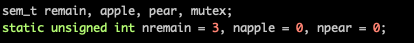 sem_t remain, apple, pear, mutex;
static unsigned int nremain = 3, napple = 0, npear = 0;